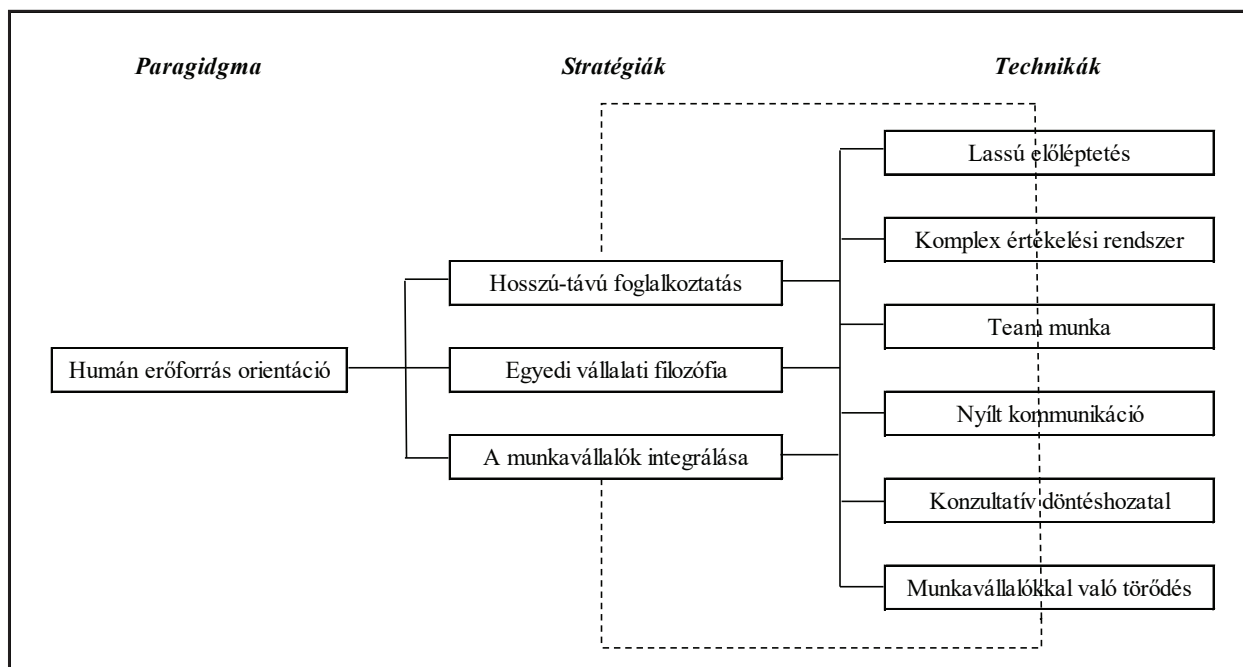 Paragidgma
Stratégiák
Technikák
Humán erőforrás orientáció
Hosszú-távú foglalkoztatás
Egyedi vállalati filozófia
A munkavállalók integrálása
Lassú előléptetés
Komplex értékelési rendszer
Team munka
Nyílt kommunikáció
Konzultatív döntéshozatal
Munkavállalókkal való törődés